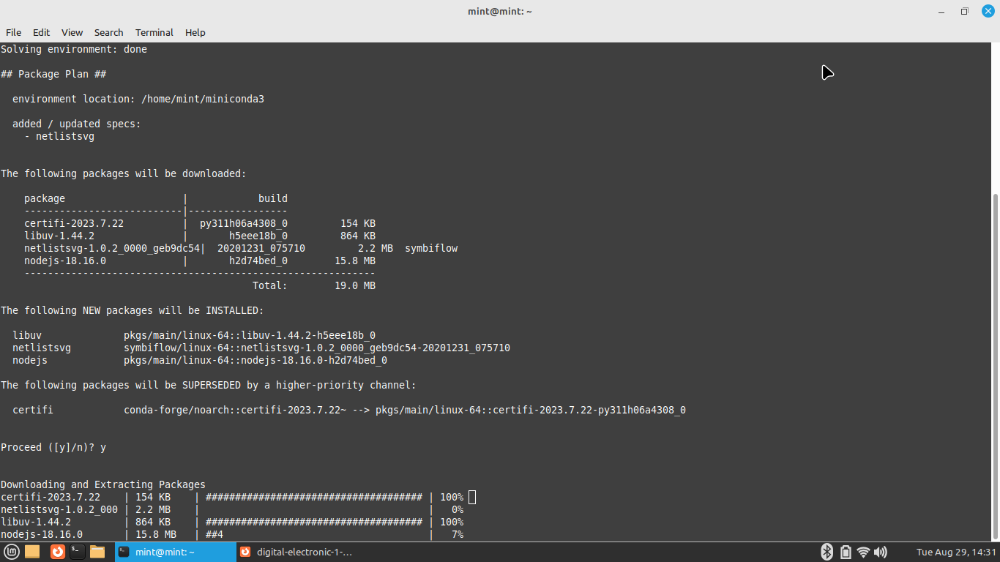 mint@mint: ~
File Edit View Search Terminal Help
Solving environment: done
## Package Plan ##
environment location: /home/mint/miniconda3
added / updated specs:
- netlistsvg
The following packages will be downloaded:
package | build
---------------------------|-----------------
certifi-2023.7.22 | py311h06a4308_0 154 KB
libuv-1.44.2 | h5eee18b_0 864 KB
netlistsvg-1.0.2_0000_geb9dc54| 20201231_075710 2.2 MB symbiflow
nodejs-18.16.0 | h2d74bed_0 15.8 MB
------------------------------------------------------------
Total: 19.0 MB
The following NEW packages will be INSTALLED:
libuv pkgs/main/linux-64::libuv-1.44.2-h5eee18b_0
netlistsvg symbiflow/linux-64::netlistsvg-1.0.2_0000_geb9dc54-20201231_075710
nodejs pkgs/main/linux-64::nodejs-18.16.0-h2d74bed_0
The following packages will be SUPERSEDED by a higher-priority channel:
certifi conda-forge/noarch::certifi-2023.7.22~ --> pkgs/main/linux-64::certifi-2023.7.22-py311h06a4308_0
Proceed ([y]/n)? y
Downloading and Extracting Packages
certifi-2023.7.22 | 154 KB | ##################################### | 100%
netlistsvg-1.0.2_000 | 2.2 MB | | 0%
libuv-1.44.2 | 864 KB | ##################################### | 100%
nodejs-18.16.0 | 15.8 MB | ##4 | 7%
mint@mint: ~ digital-electronic-1-... Tue Aug 29, 14:31